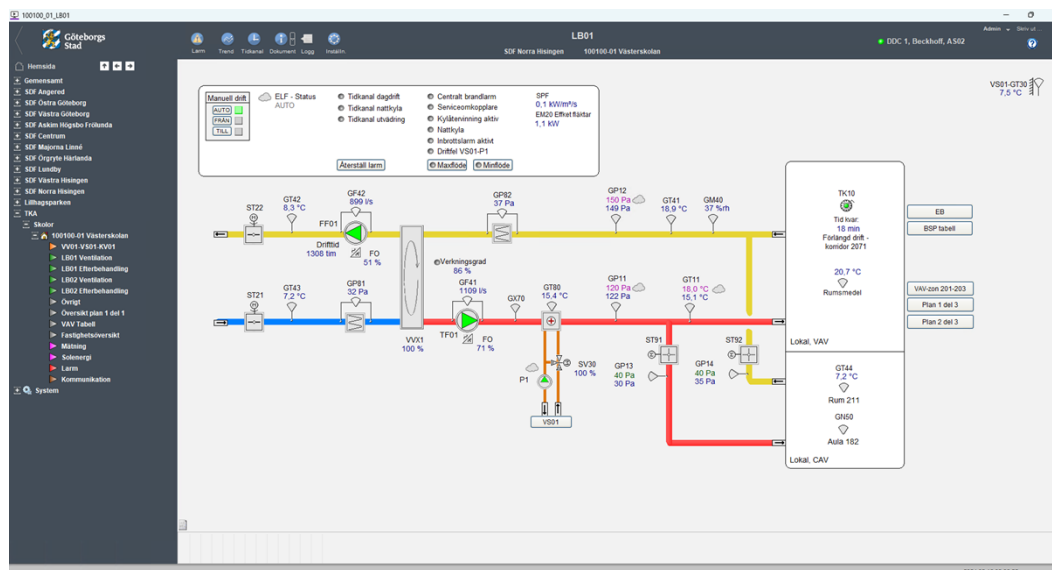 100100_01_LB01
Göteborgs
Stad
Larm
Trend
Tidkanal
Dokument
Logg
Inställn.
LB01
SDF Norra Hisingen
100100-01 Västerskolan
DDC 1, Beckhoff, AS02
Admin
Hemsida
Gemensamt
SDF Angered
SDF Östra Göteborg
SDF Västra Göteborg
SDF Askim Högsbo Frölunda
SDF Centrum
SDF Majorna Linné
SDF Örgryte Härlanda
SDF Lundby
SDF Västra Hisingen
SDF Norra Hisingen
Lillhagsparken
TKA
Skolor
100100-01 Västerskolan
VV01-VS01-KV01
LB01 Ventilation
LB01 Efterbehandling
LB02 Ventilation
LB02 Efterbehandling
Övrigt
Översikt plan 1 del 1
VAV Tabell
Fastighetsöversikt
Mätning
Solenergi
Larm
Kommunikation
System
VS01-GT30
7,5 °C
Manuell drift
AUTO
FRÅN
TILL
ELF - Status
AUTO
Tidkanal dagdrift
Tidkanal nattkyla
Tidkanal utvädring
Centralt brandlarm
Serviceomkopplare
Kylåtervinning aktiv
Nattkyla
Inbrottslarm aktivt
Driftfel VS01-P1
SPF
0,1 kW/m³/s
EM20 Effket fläktar
1,1 kW
Återställ larm
Maxflöde
Minflöde
ST22
GT42
8,3 °C
GF42
899 l/s
FF01
Drifttid
1308 tim
FO
51 %
GP82
37 Pa
GP12
150 Pa
149 Pa
GT41
18,9 °C
GM40
37 %rh
Verkningsgrad
86 %
ST21
GT43
7,2 °C
GP81
32 Pa
VVX1
100 %
GF41
1109 l/s
TF01
FO
71 %
GX70
GT80
15,4 °C
GP11
120 Pa
122 Pa
GT11
18,0 °C
15,1 °C
SV30
100 %
P1
VS01
ST91
GP13
40 Pa
30 Pa
ST92
GP14
40 Pa
35 Pa
TK10
Tid kvar:
18 min
Förlängd drift -
korridor 2071
20,7 °C
Rumsmedel
Lokal, VAV
GT44
7,2 °C
Rum 211
GN50
Aula 182
Lokal, CAV
EB
BSP tabell
VAV-zon 201-203
Plan 1 del 3
Plan 2 del 3